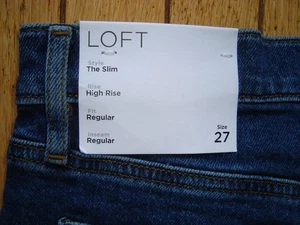 LOFT
Style
The Slim
Rise
High Rise
Fit
Regular
Inseam
Regular
Size
27